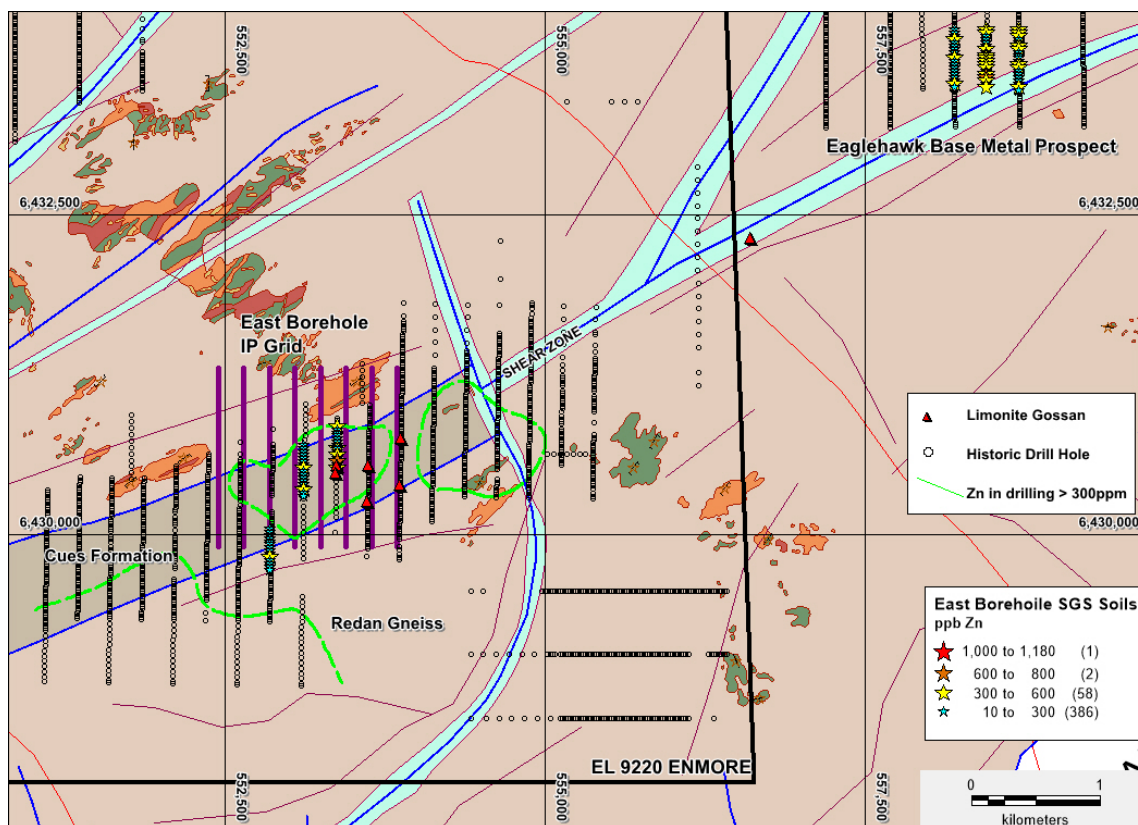 552,500
555,000
557,500
Eaglehawk Base Metal Prospect
6,432,500
6,432,500
East Borehole
IP Grid
SHEAR ZONE
Limonite Gossan
Historic Drill Hole
Zn in drilling > 300ppm
6,430,000
6,430,000
Cues Formation
Redan Gneiss
East Borehoile SGS Soils
ppb Zn
1,000 to 1,180 (1)
600 to 800 (2)
300 to 600 (58)
10 to 300 (386)
EL 9220 ENMORE
552,500
555,000
557,500
0 1
kilometers